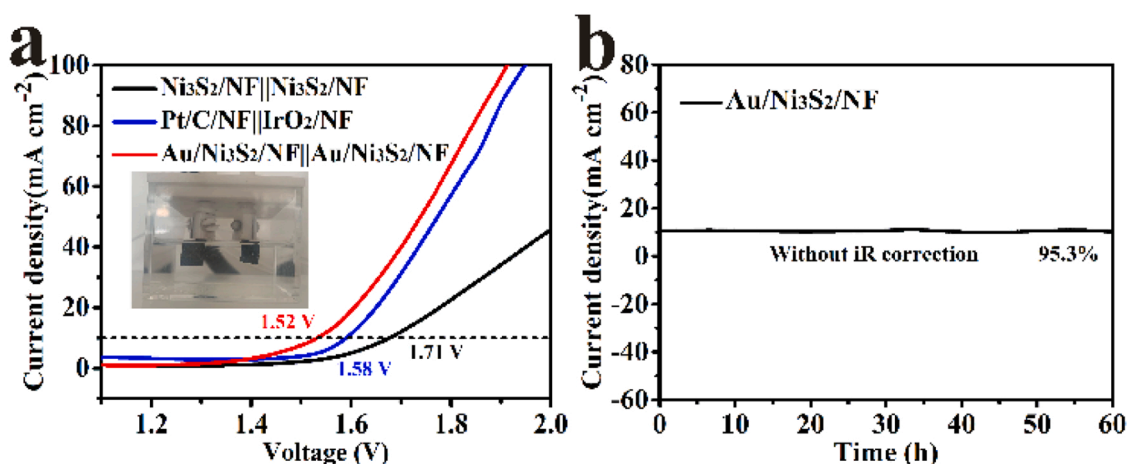 a
Current density(mA cm⁻²)
100
80
60
40
20
0
Ni₃S₂/NF||Ni₃S₂/NF
Pt/C/NF||IrO₂/NF
Au/Ni₃S₂/NF||Au/Ni₃S₂/NF
1.52 V
1.58 V
1.71 V
1.2
1.4
1.6
1.8
2.0
Voltage (V)
b
Current density(mA cm⁻²)
80
60
40
20
0
-20
-40
-60
Au/Ni₃S₂/NF
Without iR correction
95.3%
0
10
20
30
40
50
60
Time (h)